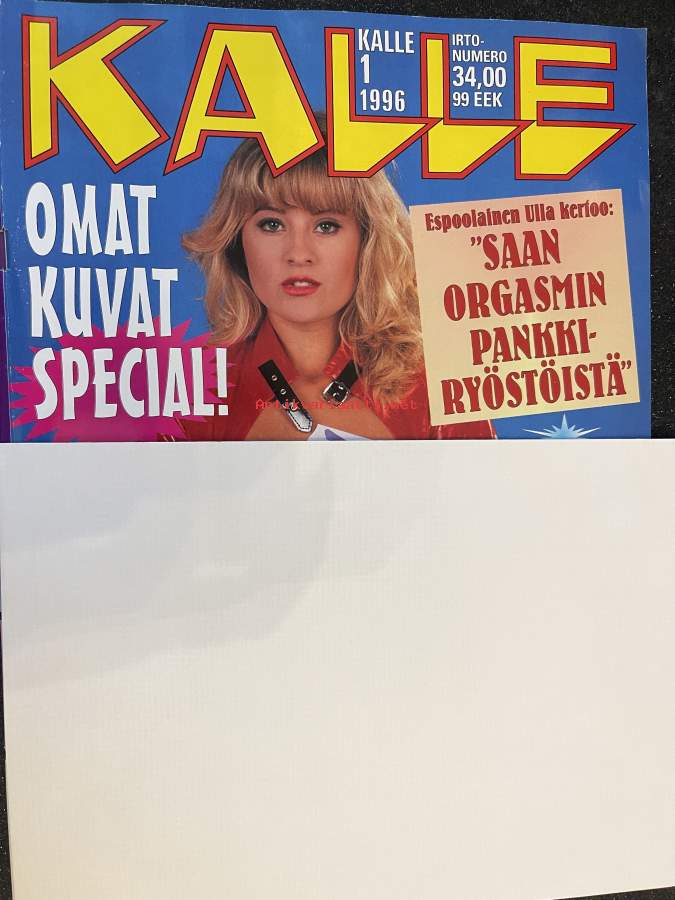 KALLE
KALLE
1
1996
IRTO-
NUMERO
34,00
99 EEK
OMAT
KUVAT
SPECIAL!
Espoolainen Ulla kertoo:
"SAAN
ORGASMIN
PANKKI-
RYÖSTÖISTÄ"